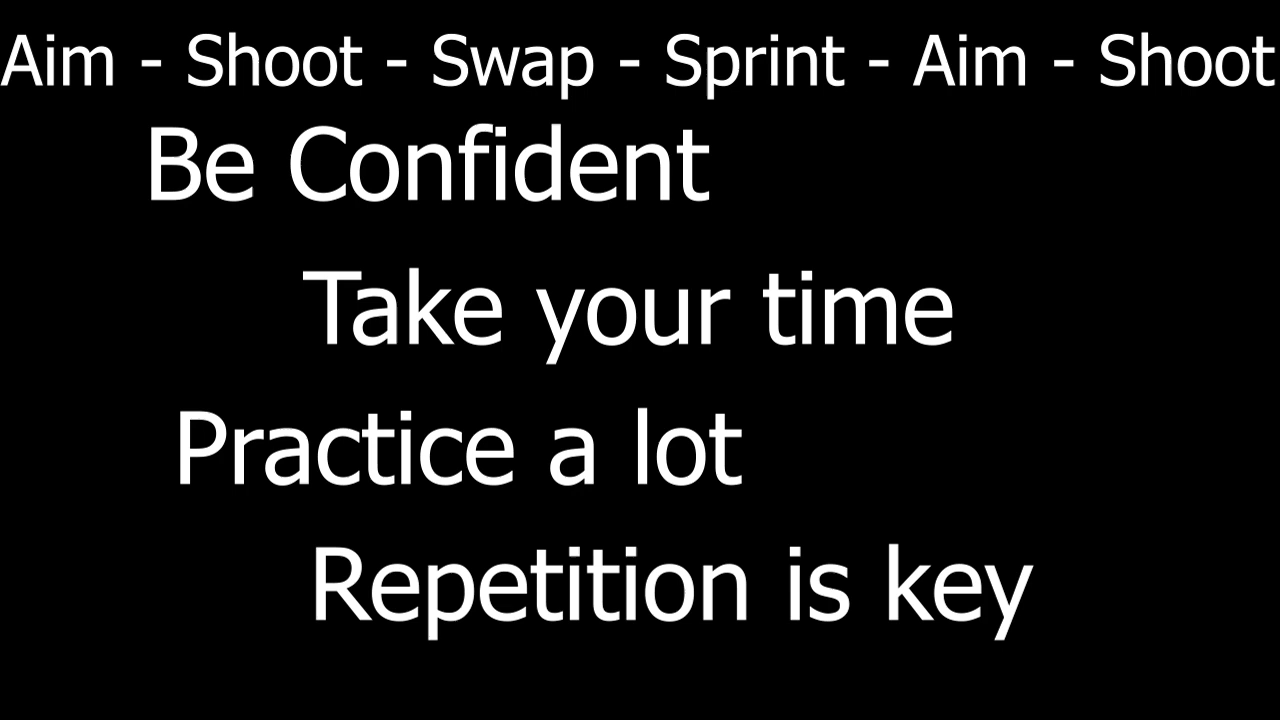 Aim - Shoot - Swap - Sprint - Aim - Shoot
Be Confident
Take your time
Practice a lot
Repetition is key